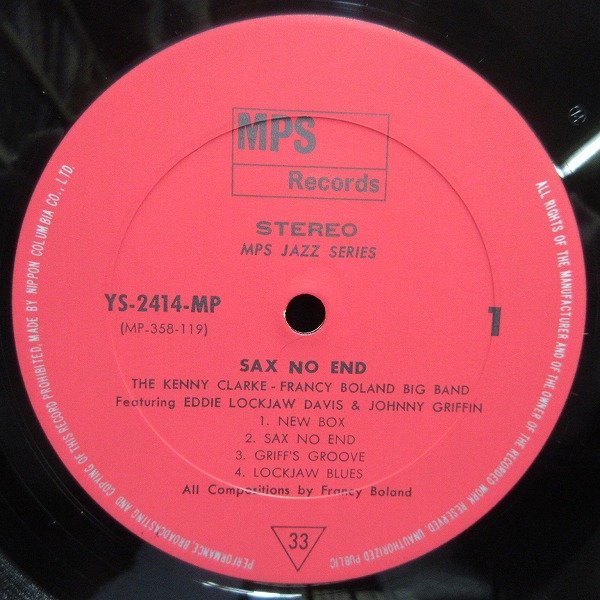 MPS
Records
STEREO
MPS JAZZ SERIES
YS-2414-MP
(MP-358-119)
1
SAX NO END
THE KENNY CLARKE - FRANCY BOLAND BIG BAND
Featuring EDDIE LOCKJAW DAVIS & JOHNNY GRIFFIN
1. NEW BOX
2. SAX NO END
3. GRIFF'S GROOVE
4. LOCKJAW BLUES
All Compositions by Francy Boland
33
ALL RIGHTS OF THE MANUFACTURER AND OF THE OWNER OF THE RECORDED WORK RESERVED. UNAUTHORIZED PUBLIC PERFORMANCE, BROADCASTING AND COPYING OF THIS RECORD PROHIBITED. MADE BY NIPPON COLUMBIA CO., LTD.